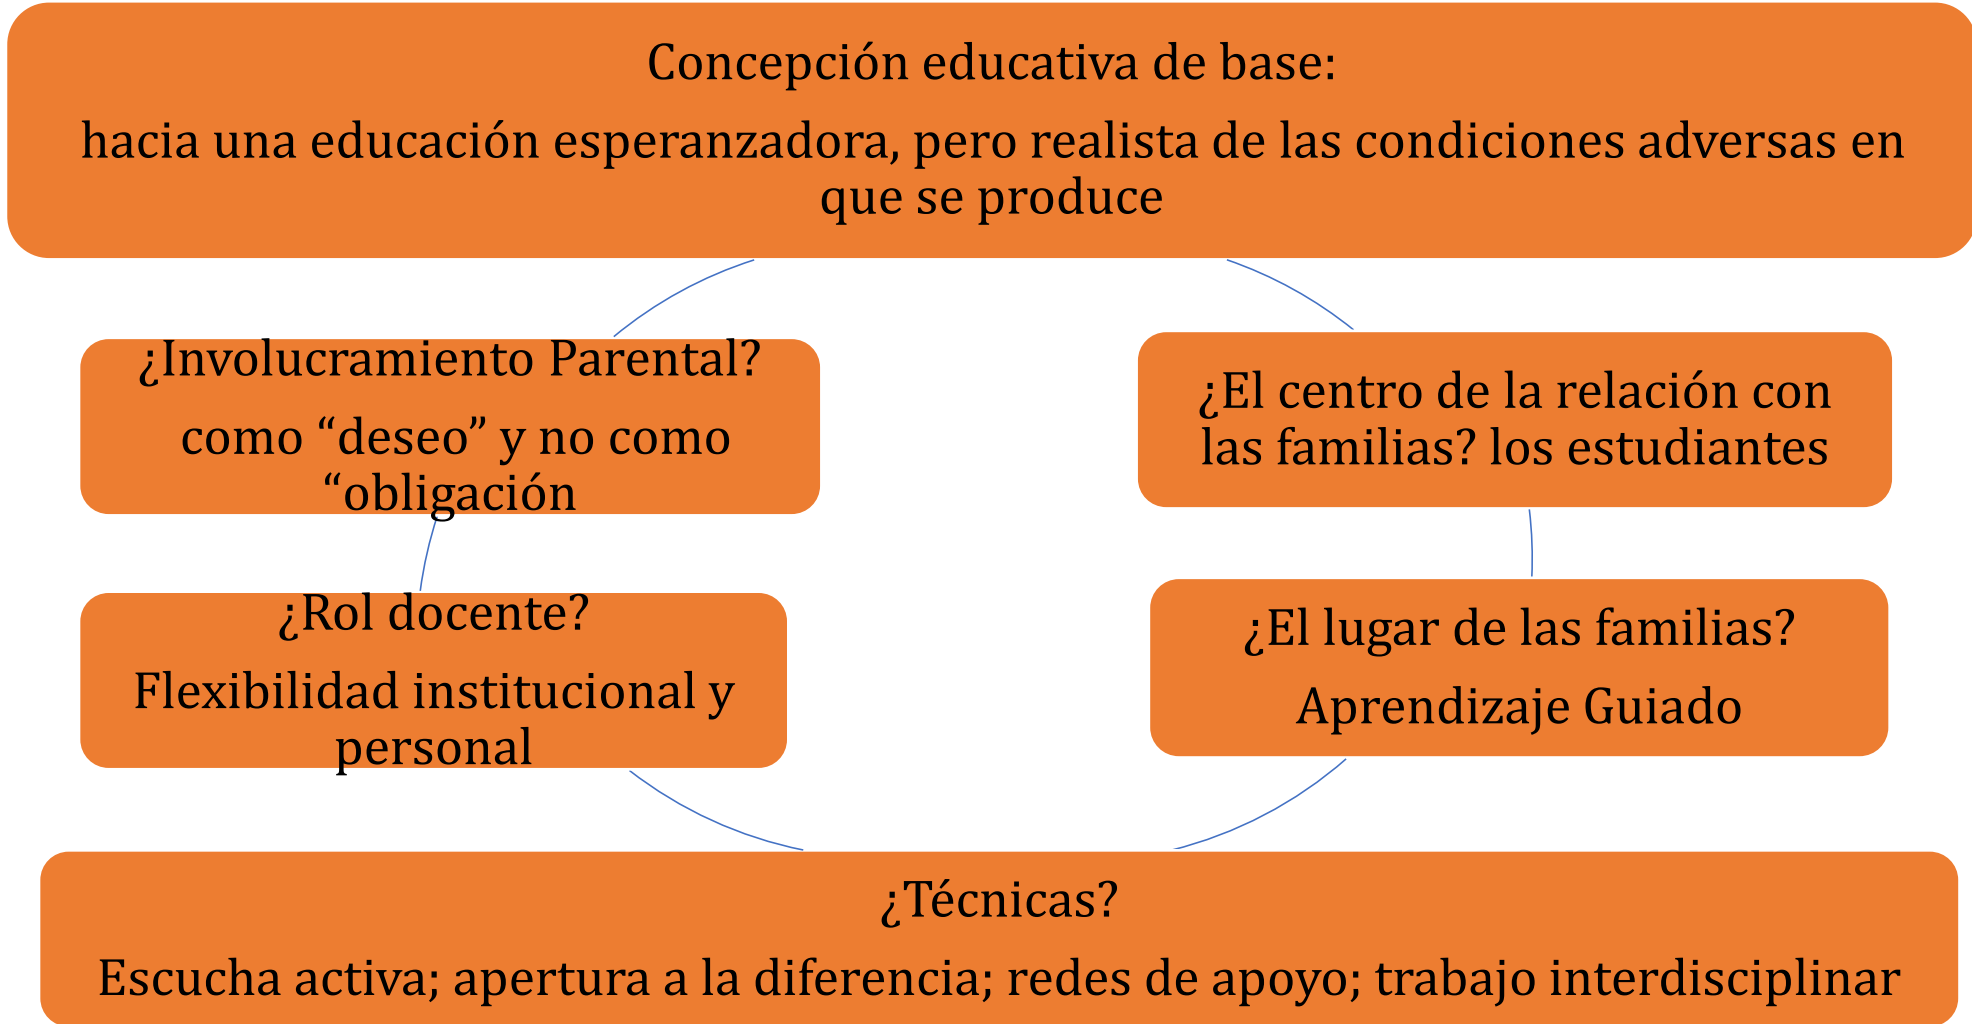 Concepción educativa de base:
hacia una educación esperanzadora, pero realista de las condiciones adversas en
que se produce
¿Involucramiento Parental?
como “deseo” y no como
“obligación
¿El centro de la relación con
las familias? los estudiantes
¿Rol docente?
Flexibilidad institucional y
personal
¿El lugar de las familias?
Aprendizaje Guiado
¿Técnicas?
Escucha activa; apertura a la diferencia; redes de apoyo; trabajo interdisciplinar